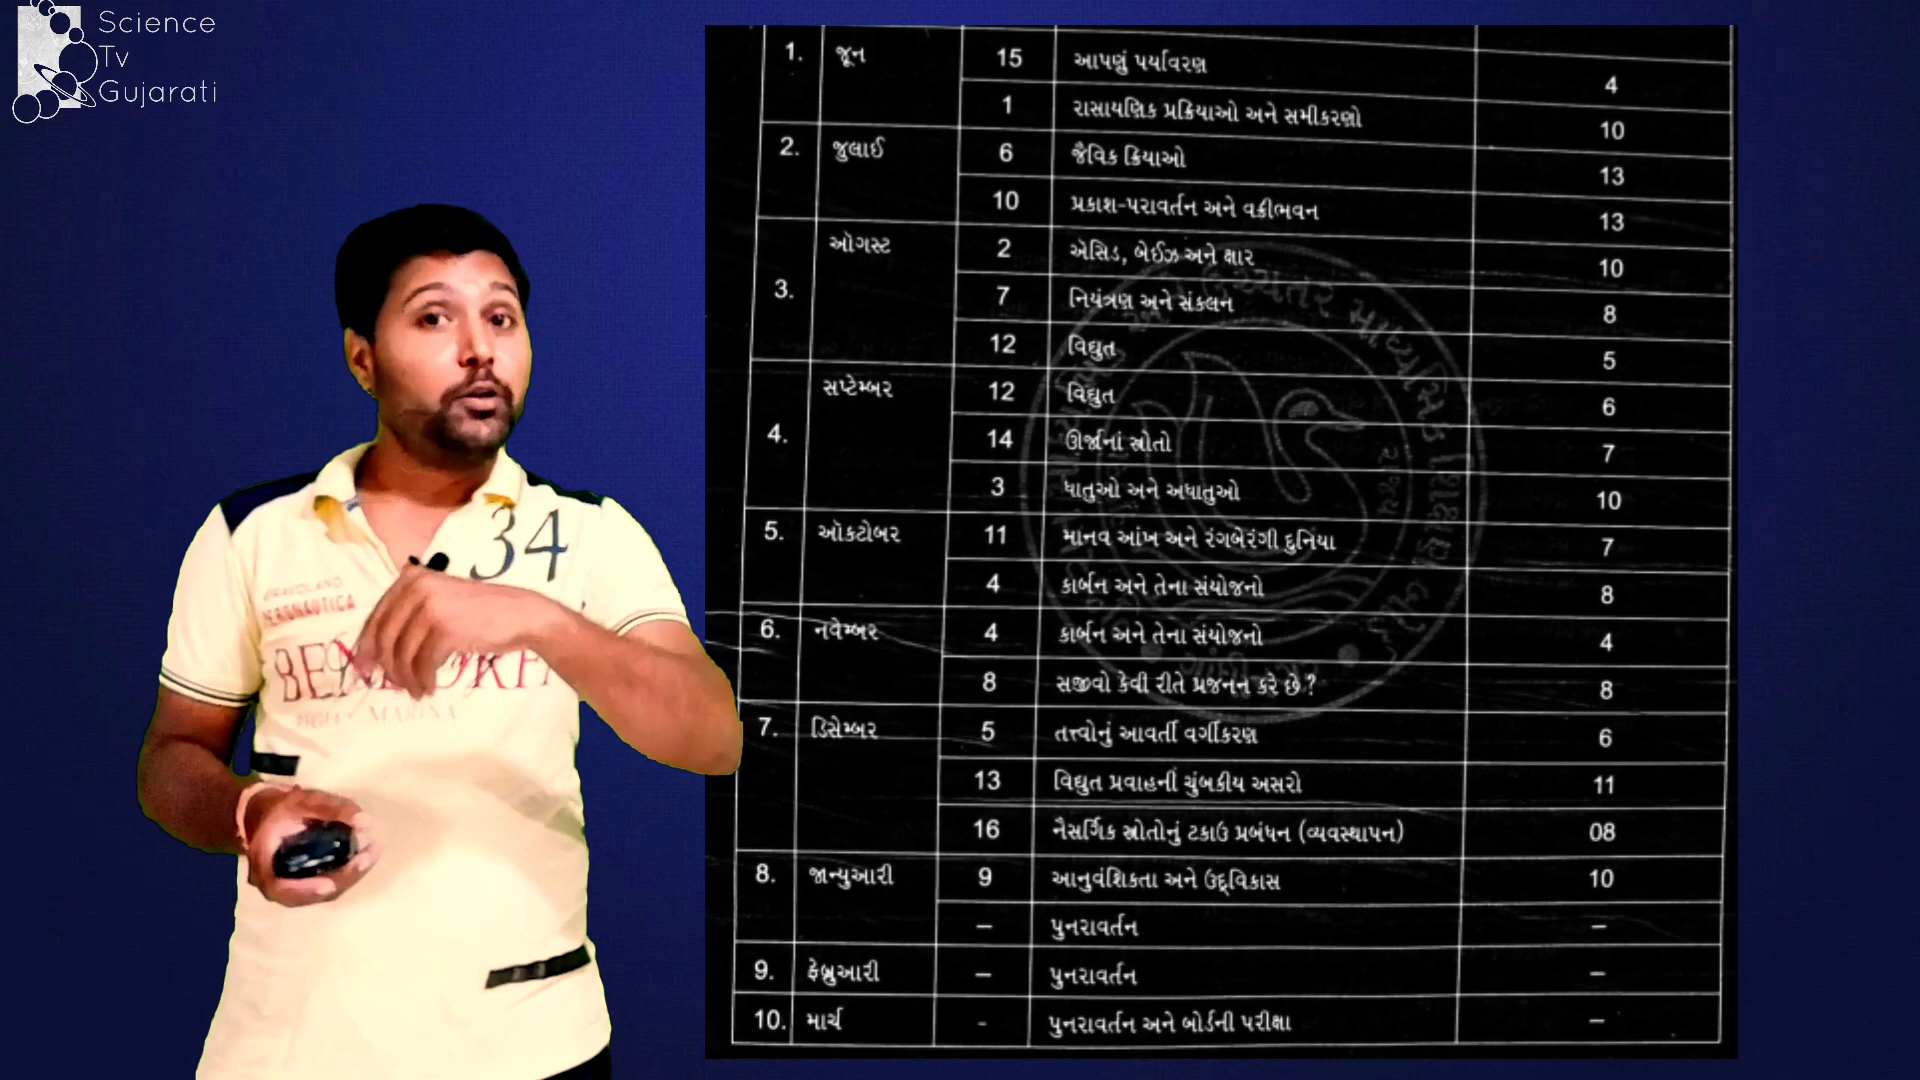 Science
Tv
Gujarati
34
BE
MARINA
1. જૂન 15 આપણું પર્યાવરણ 4
1 રાસાયણિક પ્રક્રિયાઓ અને સમીકરણો 10
2. જુલાઈ 6 જૈવિક ક્રિયાઓ 13
10 પ્રકાશ-પરાવર્તન અને વક્રીભવન 13
3. ઑગસ્ટ 2 એસિડ, બેઈઝ અને ક્ષાર 10
7 નિયંત્રણ અને સંકલન 8
12 વિદ્યુત 5
4. સપ્ટેમ્બર 12 વિદ્યુત 6
14 ઊર્જાનાં સ્રોતો 7
3 ધાતુઓ અને અધાતુઓ 10
5. ઑકટોબર 11 માનવ આંખ અને રંગબેરંગી દુનિયા 7
4 કાર્બન અને તેના સંયોજનો 8
6. નવેમ્બર 4 કાર્બન અને તેના સંયોજનો 4
8 સજીવો કેવી રીતે પ્રજનન કરે છે ? 8
7. ડિસેમ્બર 5 તત્ત્વોનું આવર્તી વર્ગીકરણ 6
13 વિદ્યુત પ્રવાહની ચુંબકીય અસરો 11
16 નૈસર્ગિક સ્રોતોનું ટકાઉ પ્રબંધન (વ્યવસ્થાપન) 08
8. જાન્યુઆરી 9 આનુવંશિકતા અને ઉદ્દ્વિકાસ 10
– પુનરાવર્તન –
9. ફેબ્રુઆરી – પુનરાવર્તન –
10. માર્ચ - પુનરાવર્તન અને બોર્ડની પરીક્ષા –